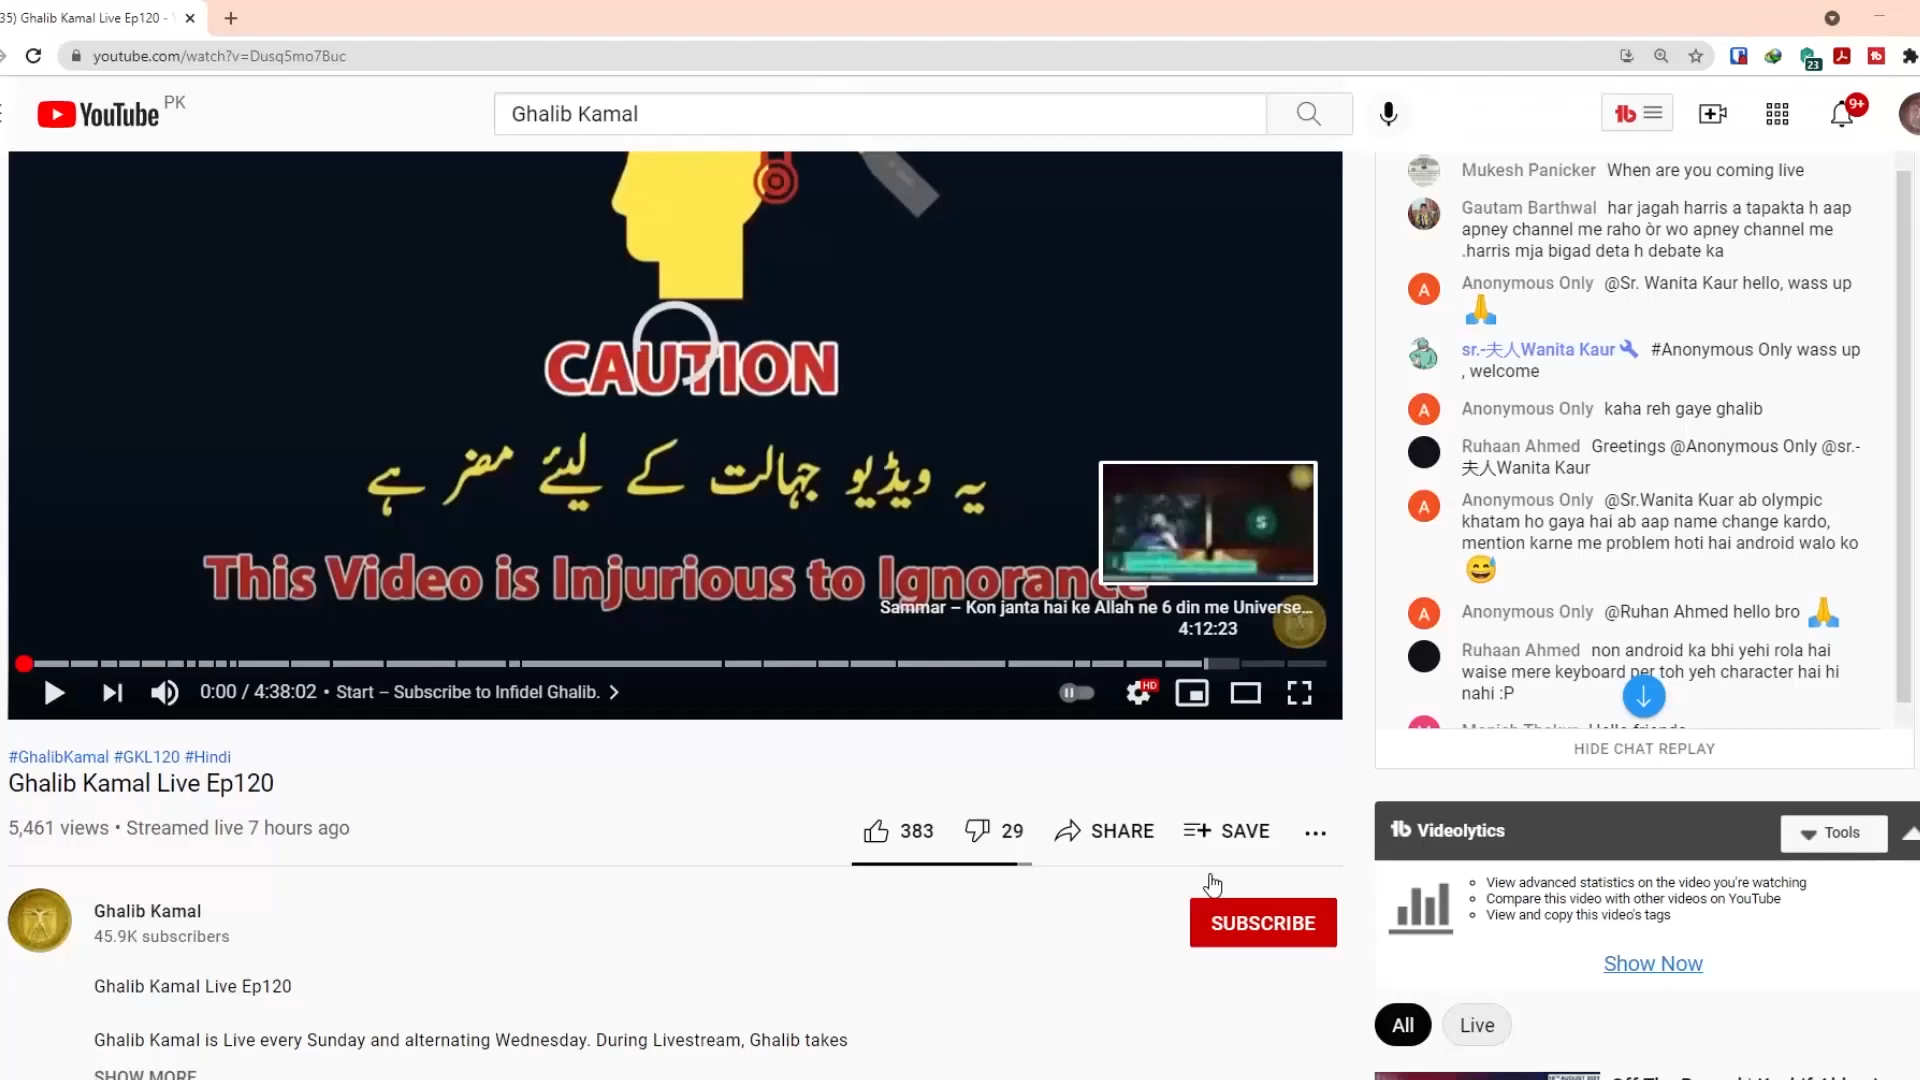 35) Ghalib Kamal Live Ep120 -
youtube.com/watch?v=Dusq5mo7Buc
23
YouTube PK
Ghalib Kamal
9+
CAUTION
یہ ویڈیو جہالت کے لیئے مضر ہے
This Video is Injurious to Ignorance
Sammar – Kon janta hai ke Allah ne 6 din me Universe...
4:12:23
0:00 / 4:38:02 • Start – Subscribe to Infidel Ghalib.
HD
#GhalibKamal #GKL120 #Hindi
Ghalib Kamal Live Ep120
5,461 views • Streamed live 7 hours ago
383
29
SHARE
SAVE
Ghalib Kamal
45.9K subscribers
SUBSCRIBE
Ghalib Kamal Live Ep120
Ghalib Kamal is Live every Sunday and alternating Wednesday. During Livestream, Ghalib takes
SHOW MORE
Mukesh Panicker When are you coming live
Gautam Barthwal har jagah harris a tapakta h aap
apney channel me raho òr wo apney channel me
.harris mja bigad deta h debate ka
A Anonymous Only @Sr. Wanita Kaur hello, wass up
🙏
sr.-夫人Wanita Kaur #Anonymous Only wass up
, welcome
A Anonymous Only kaha reh gaye ghalib
Ruhaan Ahmed Greetings @Anonymous Only @sr.-
夫人Wanita Kaur
A Anonymous Only @Sr.Wanita Kuar ab olympic
khatam ho gaya hai ab aap name change kardo,
mention karne me problem hoti hai android walo ko
😅
A Anonymous Only @Ruhan Ahmed hello bro 🙏
Ruhaan Ahmed non android ka bhi yehi rola hai
waise mere keyboard per toh yeh character hai hi
nahi :P
HIDE CHAT REPLAY
Videolytics
Tools
View advanced statistics on the video you're watching
Compare this video with other videos on YouTube
View and copy this video's tags
Show Now
All
Live